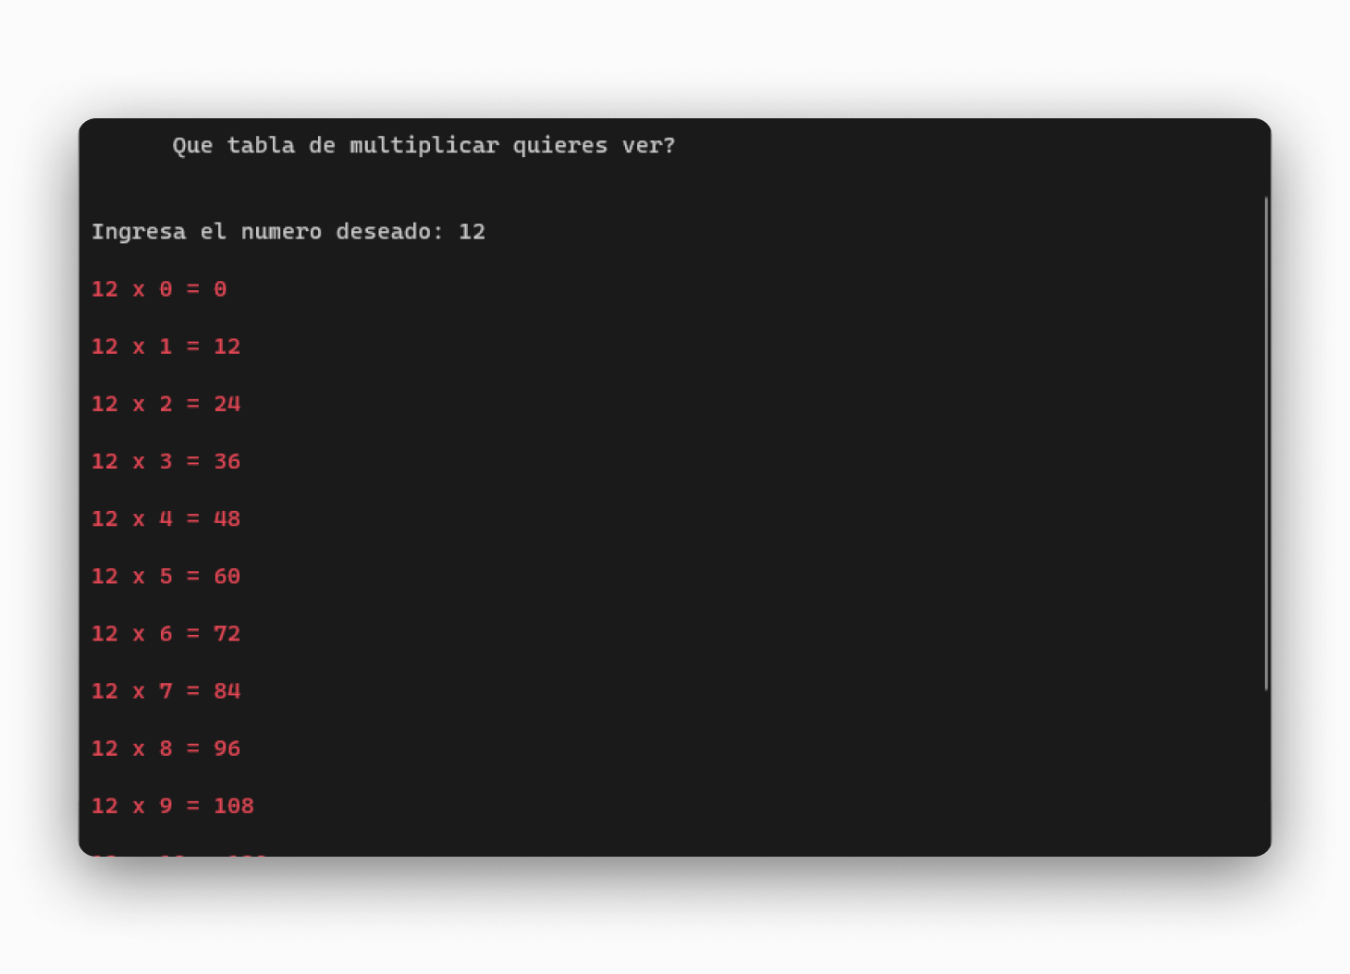 Que tabla de multiplicar quieres ver?
Ingresa el numero deseado: 12
12 x 0 = 0
12 x 1 = 12
12 x 2 = 24
12 x 3 = 36
12 x 4 = 48
12 x 5 = 60
12 x 6 = 72
12 x 7 = 84
12 x 8 = 96
12 x 9 = 108